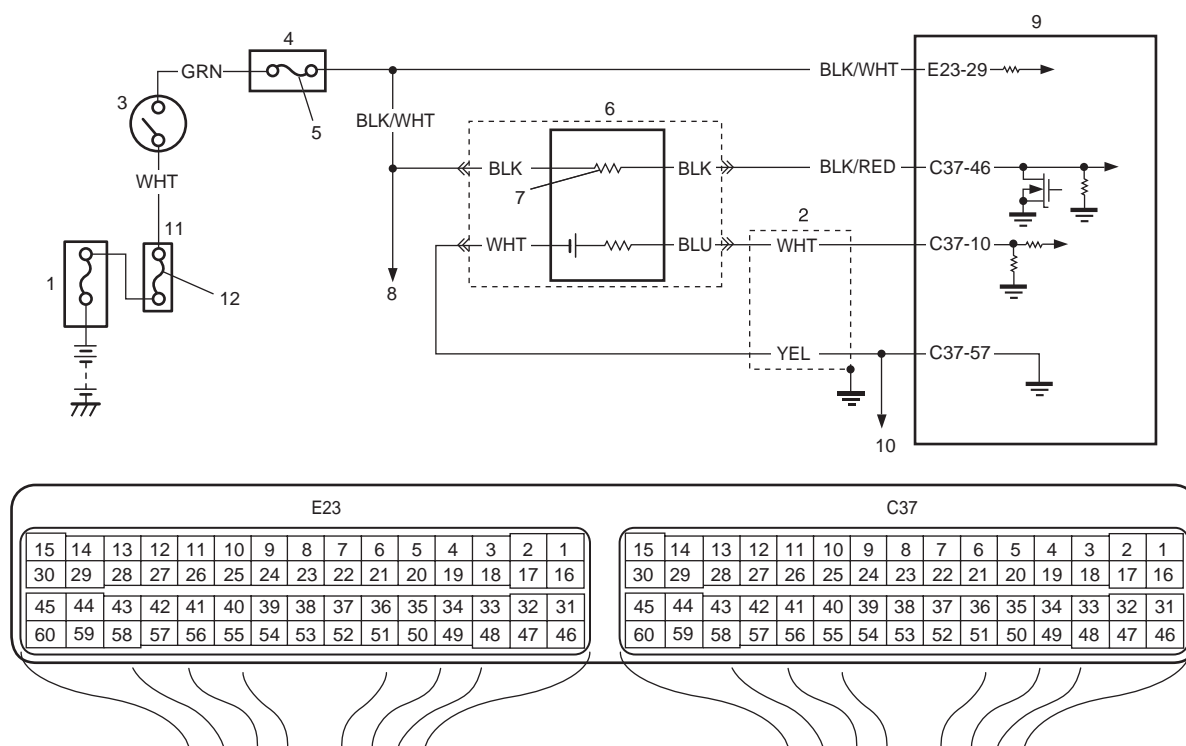 9
4
GRN
BLK/WHT
E23-29
3
5
6
BLK/WHT
BLK
BLK
BLK/RED
C37-46
7
WHT
2
11
WHT
BLU
WHT
C37-10
1
12
8
YEL
C37-57
10
E23
C37
15 14 13 12 11 10 9 8 7 6 5 4 3 2 1
30 29 28 27 26 25 24 23 22 21 20 19 18 17 16
45 44 43 42 41 40 39 38 37 36 35 34 33 32 31
60 59 58 57 56 55 54 53 52 51 50 49 48 47 46
15 14 13 12 11 10 9 8 7 6 5 4 3 2 1
30 29 28 27 26 25 24 23 22 21 20 19 18 17 16
45 44 43 42 41 40 39 38 37 36 35 34 33 32 31
60 59 58 57 56 55 54 53 52 51 50 49 48 47 46